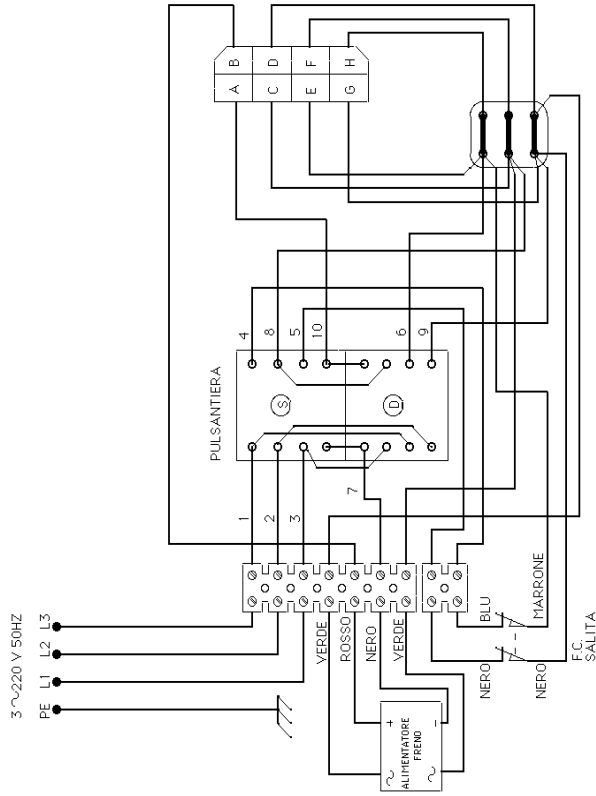 B D F H
A C E G
4 8 5 10 6 9
PULSANTIERA
S D
1 2 3 7
3 ~220 V 50HZ
L3
L2
L1
PE
VERDE
ROSSO
NERO
VERDE
BLU
MARRONE
NERO
NERO
F.C.
SALITA
+ -
ALIMENTATORE
FRENO
~ ~